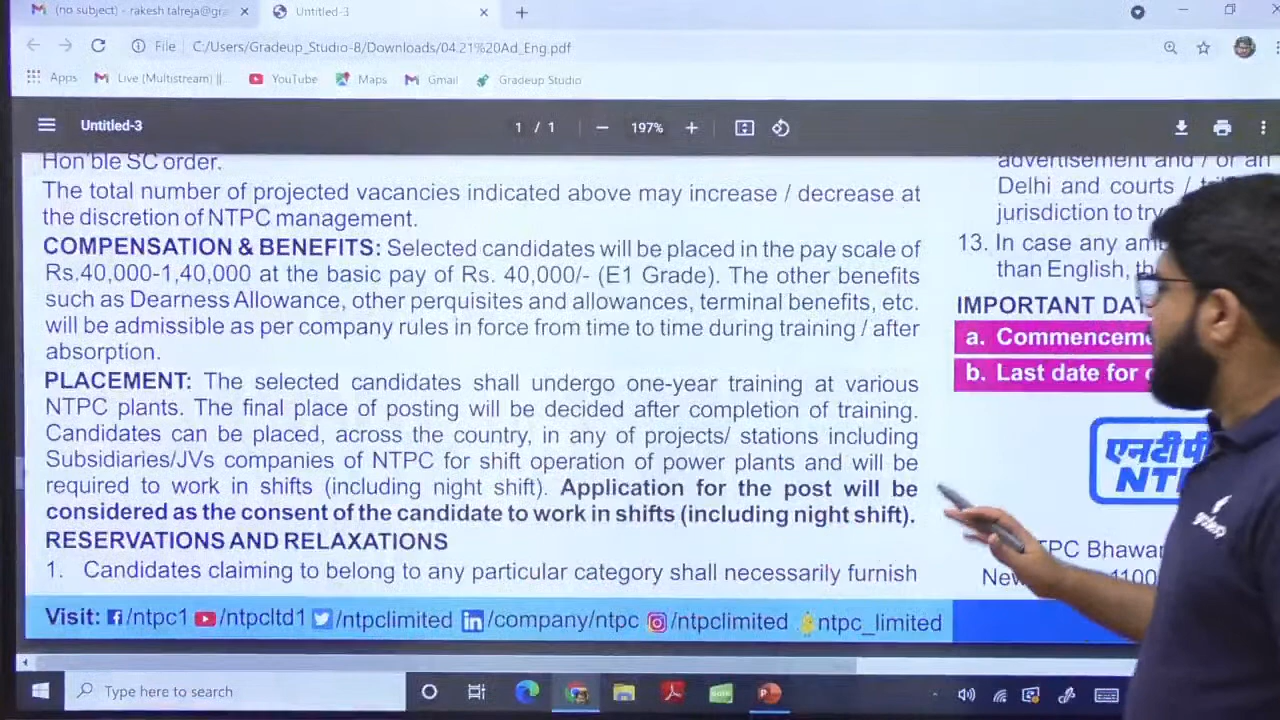 (no subject) - rakesh.talreja@gra
Untitled-3
File
C:/Users/Gradeup_Studio-8/Downloads/04.21%20Ad_Eng.pdf
Apps
Live (Multistream) ||
YouTube
Maps
Gmail
Gradeup Studio
Untitled-3
1 / 1
197%
Hon'ble SC order.
The total number of projected vacancies indicated above may increase / decrease at
the discretion of NTPC management.
COMPENSATION & BENEFITS: Selected candidates will be placed in the pay scale of
Rs.40,000-1,40,000 at the basic pay of Rs. 40,000/- (E1 Grade). The other benefits
such as Dearness Allowance, other perquisites and allowances, terminal benefits, etc.
will be admissible as per company rules in force from time to time during training / after
absorption.
PLACEMENT: The selected candidates shall undergo one-year training at various
NTPC plants. The final place of posting will be decided after completion of training.
Candidates can be placed, across the country, in any of projects/ stations including
Subsidiaries/JVs companies of NTPC for shift operation of power plants and will be
required to work in shifts (including night shift). Application for the post will be
considered as the consent of the candidate to work in shifts (including night shift).
RESERVATIONS AND RELAXATIONS
1. Candidates claiming to belong to any particular category shall necessarily furnish
Visit: /ntpc1 /ntpcltd1 /ntpclimited /company/ntpc /ntpclimited ntpc_limited
advertisement and / or an
Delhi and courts /
jurisdiction to try
13. In case any
than English,
IMPORTANT
a.
b. Last date for
एनटीपी
Type here to search